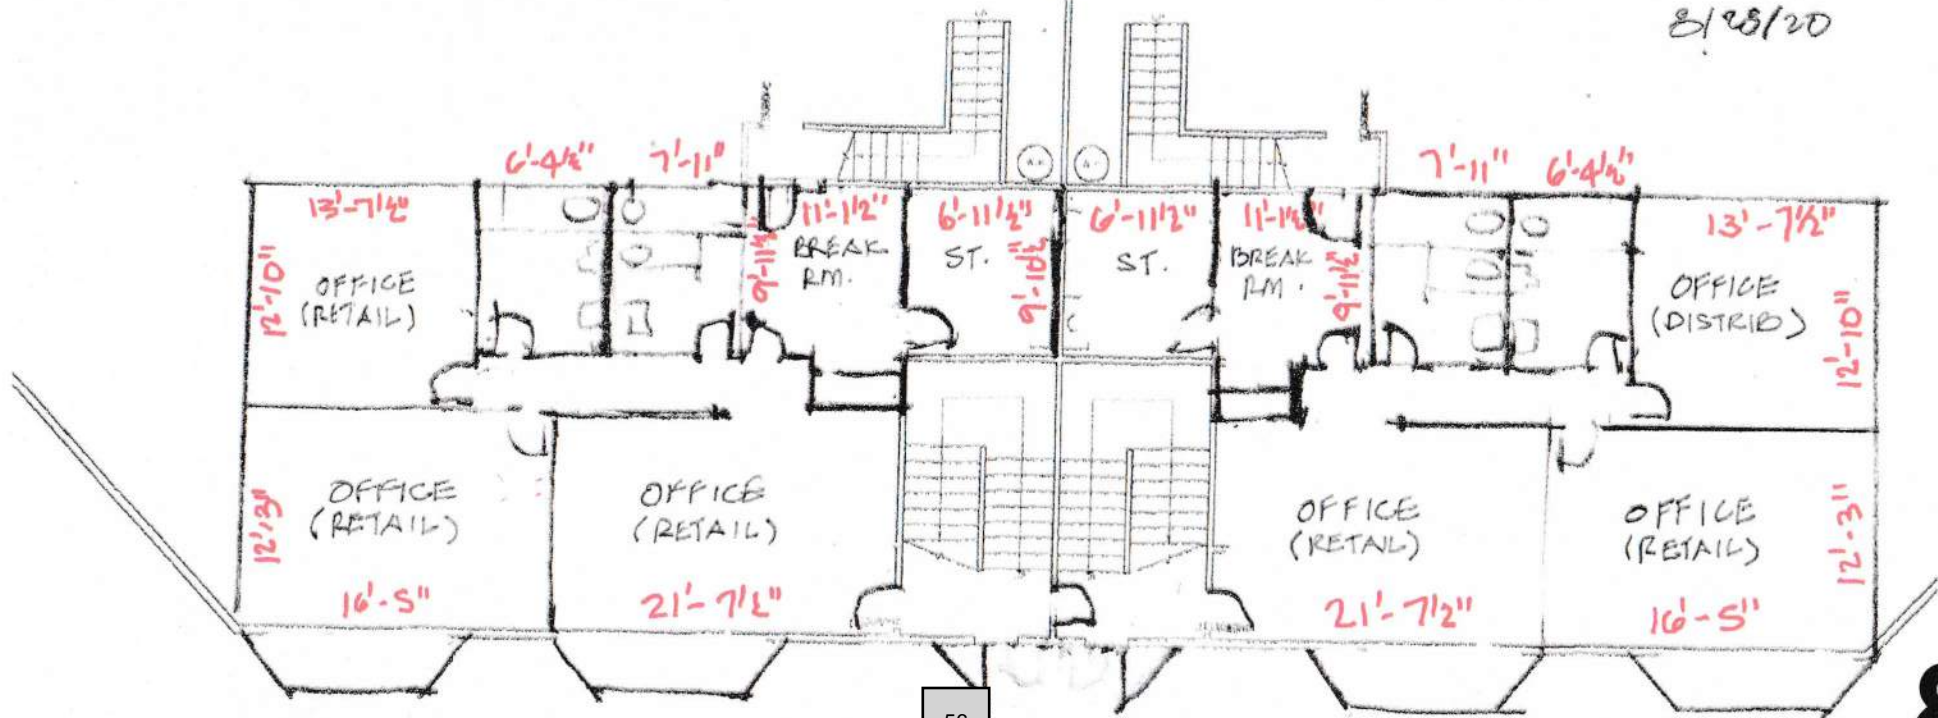 8/28/20
6'-4½"
7'-11"
7'-11"
6'-4½"
13'-7½"
11'-1½"
6'-11½"
6'-11½"
11'-1½"
13'-7½"
12'-10"
OFFICE
(RETAIL)
9'-11½"
BREAK
RM.
ST.
9'-10½"
ST.
BREAK
RM.
9'-11½"
OFFICE
(DISTRIB)
12'-10"
12'-3"
OFFICE
(RETAIL)
OFFICE
(RETAIL)
OFFICE
(RETAIL)
OFFICE
(RETAIL)
12'-3"
16'-5"
21'-7½"
21'-7½"
16'-5"